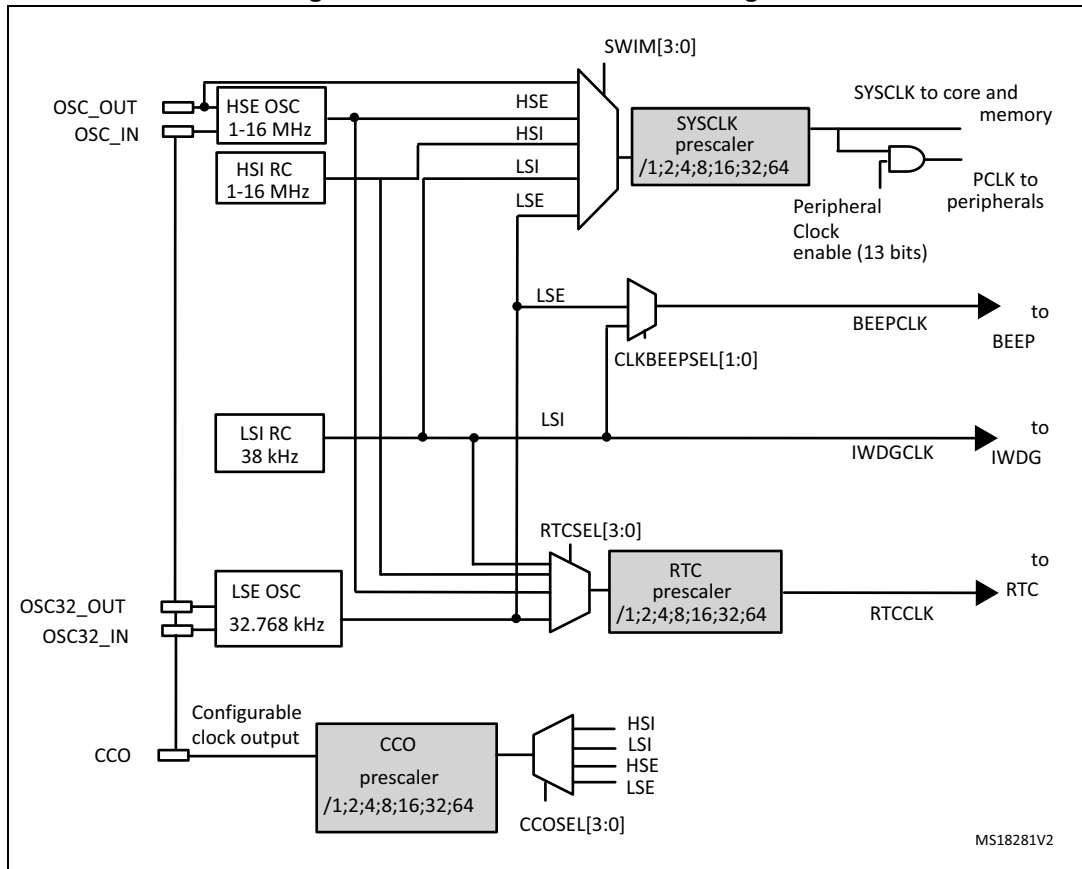 SWIM[3:0]
OSC_OUT
OSC_IN
HSE OSC
1-16 MHz
HSI RC
1-16 MHz
HSE
HSI
LSI
LSE
SYSCLK
prescaler
/1;2;4;8;16;32;64
SYSCLK to core and
memory
PCLK to
peripherals
Peripheral
Clock
enable (13 bits)
LSE
CLKBEEPSEL[1:0]
BEEPCLK
to
BEEP
LSI RC
38 kHz
LSI
IWDGCLK
to
IWDG
RTCSEL[3:0]
OSC32_OUT
OSC32_IN
LSE OSC
32.768 kHz
RTC
prescaler
/1;2;4;8;16;32;64
RTCCLK
to
RTC
CCO
Configurable
clock output
CCO
prescaler
/1;2;4;8;16;32;64
HSI
LSI
HSE
LSE
CCOSEL[3:0]
MS18281V2